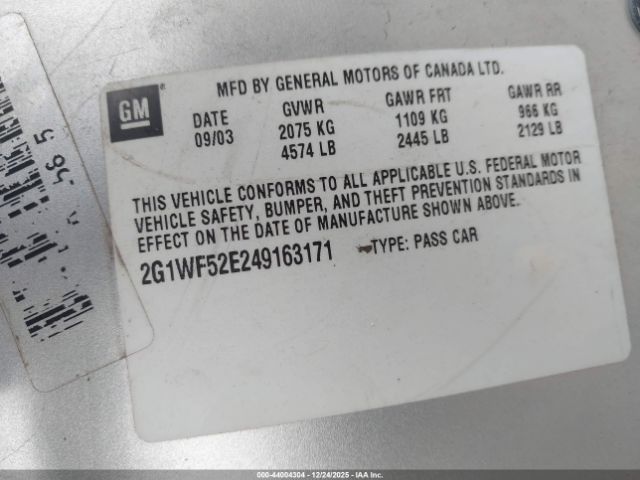 MFD BY GENERAL MOTORS OF CANADA LTD.
GM ®
DATE GVWR GAWR FRT GAWR RR
09/03 2075 KG 1109 KG 966 KG
4574 LB 2445 LB 2129 LB
THIS VEHICLE CONFORMS TO ALL APPLICABLE U.S. FEDERAL MOTOR
VEHICLE SAFETY, BUMPER, AND THEFT PREVENTION STANDARDS IN
EFFECT ON THE DATE OF MANUFACTURE SHOWN ABOVE.
2G1WF52E249163171 TYPE: PASS CAR
000-44004304 - 12/24/2025 - IAA Inc.